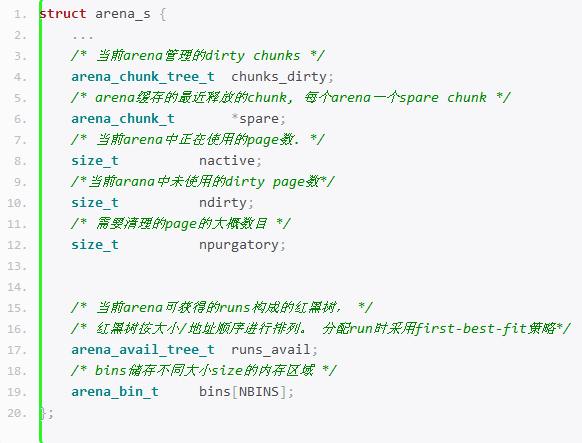 1. struct arena_s {
2. ...
3. /* 当前arena管理的dirty chunks */
4. arena_chunk_tree_t chunks_dirty;
5. /* arena缓存的最近释放的chunk, 每个arena一个spare chunk */
6. arena_chunk_t *spare;
7. /* 当前arena中正在使用的page数. */
8. size_t nactive;
9. /*当前arana中未使用的dirty page数*/
10. size_t ndirty;
11. /* 需要清理的page的大概数目 */
12. size_t npurgatory;
13.
14.
15. /* 当前arena可获得的runs构成的红黑树, */
16. /* 红黑树按大小/地址顺序进行排列. 分配run时采用first-best-fit策略*/
17. arena_avail_tree_t runs_avail;
18. /* bins储存不同大小size的内存区域 */
19. arena_bin_t bins[NBINS];
20. };